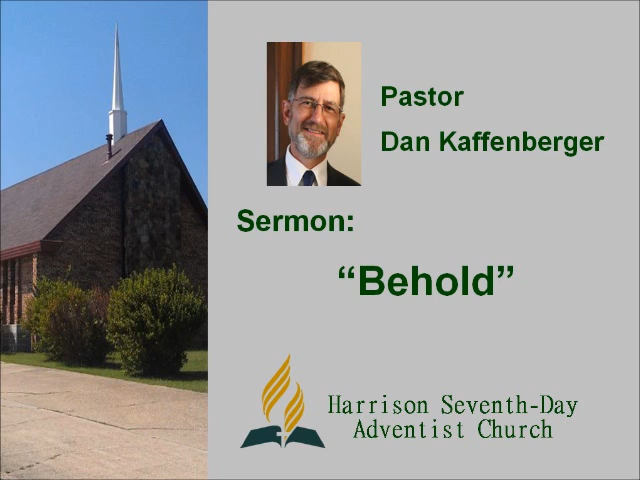 Pastor
Dan Kaffenberger
Sermon:
“Behold”
Harrison Seventh-Day
Adventist Church